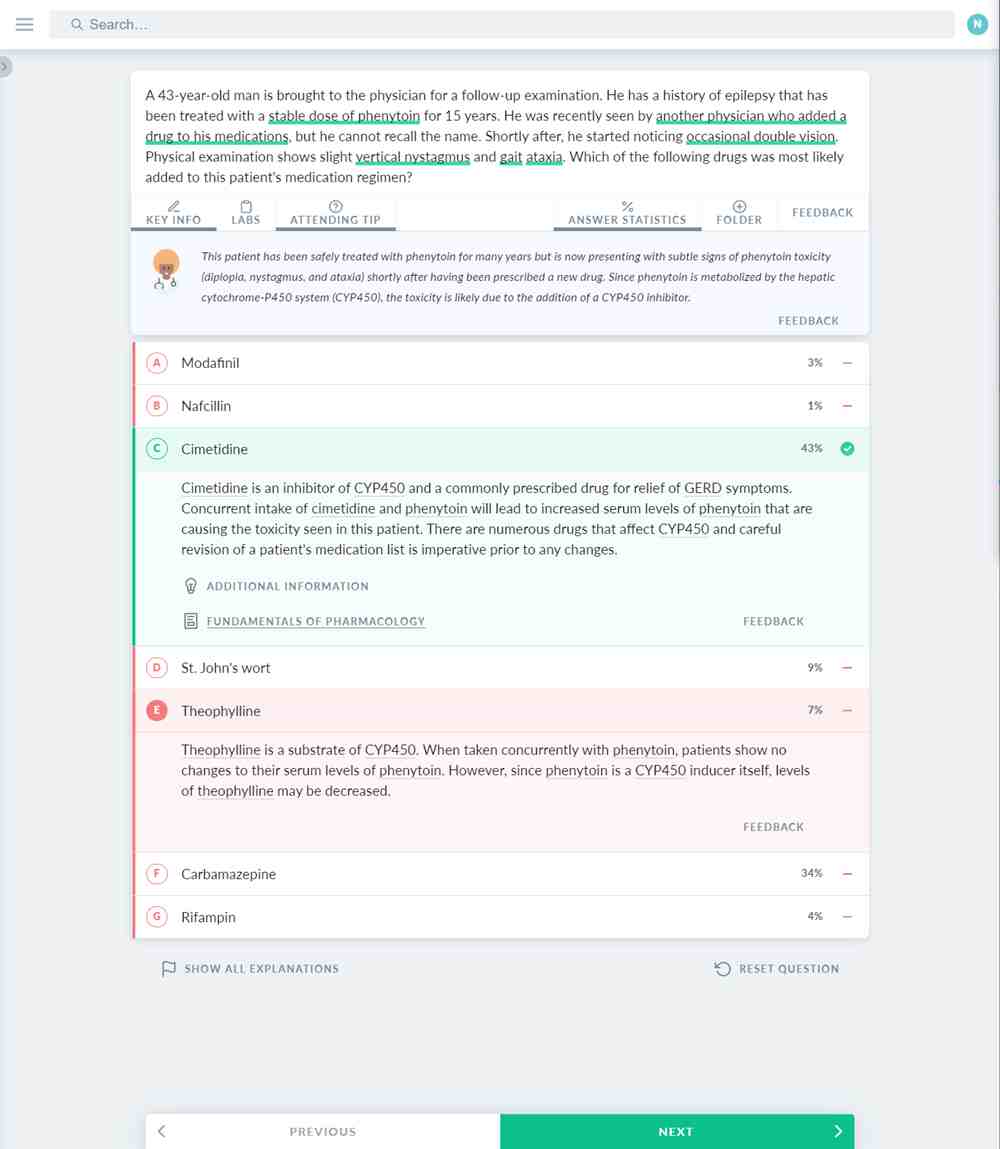 Search...
N
A 43-year-old man is brought to the physician for a follow-up examination. He has a history of epilepsy that has
been treated with a stable dose of phenytoin for 15 years. He was recently seen by another physician who added a
drug to his medications, but he cannot recall the name. Shortly after, he started noticing occasional double vision.
Physical examination shows slight vertical nystagmus and gait ataxia. Which of the following drugs was most likely
added to this patient's medication regimen?
KEY INFO
LABS
ATTENDING TIP
%
ANSWER STATISTICS
FOLDER
FEEDBACK
This patient has been safely treated with phenytoin for many years but is now presenting with subtle signs of phenytoin toxicity
(diplopia, nystagmus, and ataxia) shortly after having been prescribed a new drug. Since phenytoin is metabolized by the hepatic
cytochrome-P450 system (CYP450), the toxicity is likely due to the addition of a CYP450 inhibitor.
FEEDBACK
A Modafinil 3%
B Nafcillin 1%
C Cimetidine 43%
Cimetidine is an inhibitor of CYP450 and a commonly prescribed drug for relief of GERD symptoms.
Concurrent intake of cimetidine and phenytoin will lead to increased serum levels of phenytoin that are
causing the toxicity seen in this patient. There are numerous drugs that affect CYP450 and careful
revision of a patient's medication list is imperative prior to any changes.
ADDITIONAL INFORMATION
FUNDAMENTALS OF PHARMACOLOGY
FEEDBACK
D St. John's wort 9%
E Theophylline 7%
Theophylline is a substrate of CYP450. When taken concurrently with phenytoin, patients show no
changes to their serum levels of phenytoin. However, since phenytoin is a CYP450 inducer itself, levels
of theophylline may be decreased.
FEEDBACK
F Carbamazepine 34%
G Rifampin 4%
SHOW ALL EXPLANATIONS
RESET QUESTION
PREVIOUS
NEXT